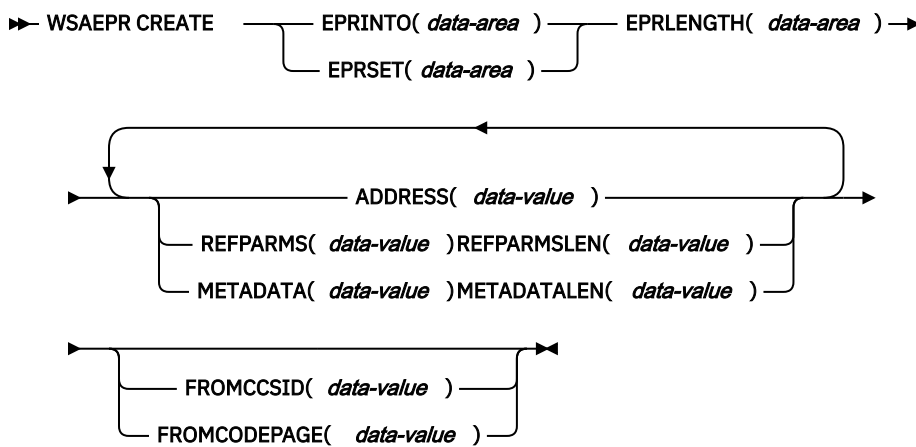 WSAEPR CREATE EPRINTO( data-area ) EPRLENGTH( data-area )
EPRSET( data-area )
ADDRESS( data-value )
REFPARMS( data-value )REFPARMSLEN( data-value )
METADATA( data-value )METADATALEN( data-value )
FROMCCSID( data-value )
FROMCODEPAGE( data-value )